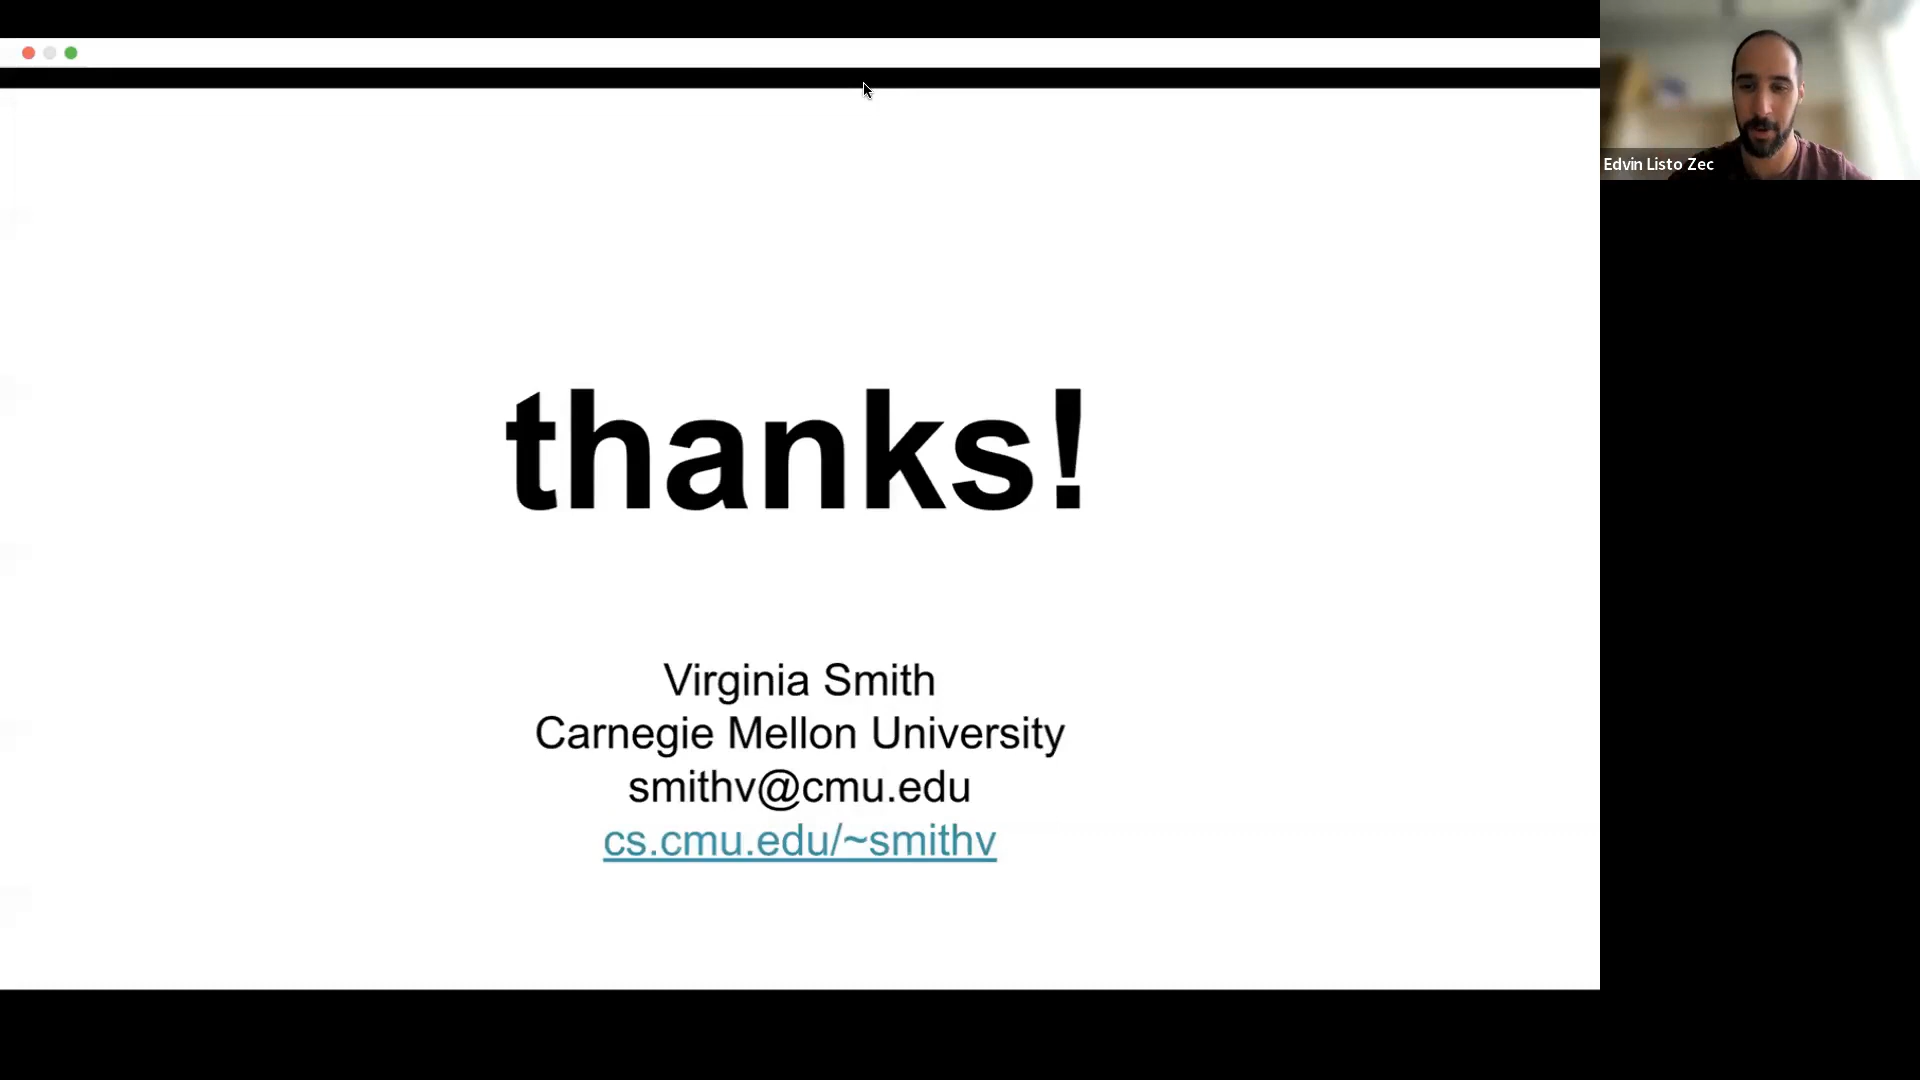 thanks!
Virginia Smith
Carnegie Mellon University
smithv@cmu.edu
cs.cmu.edu/~smithv
Edvin Listo Zec